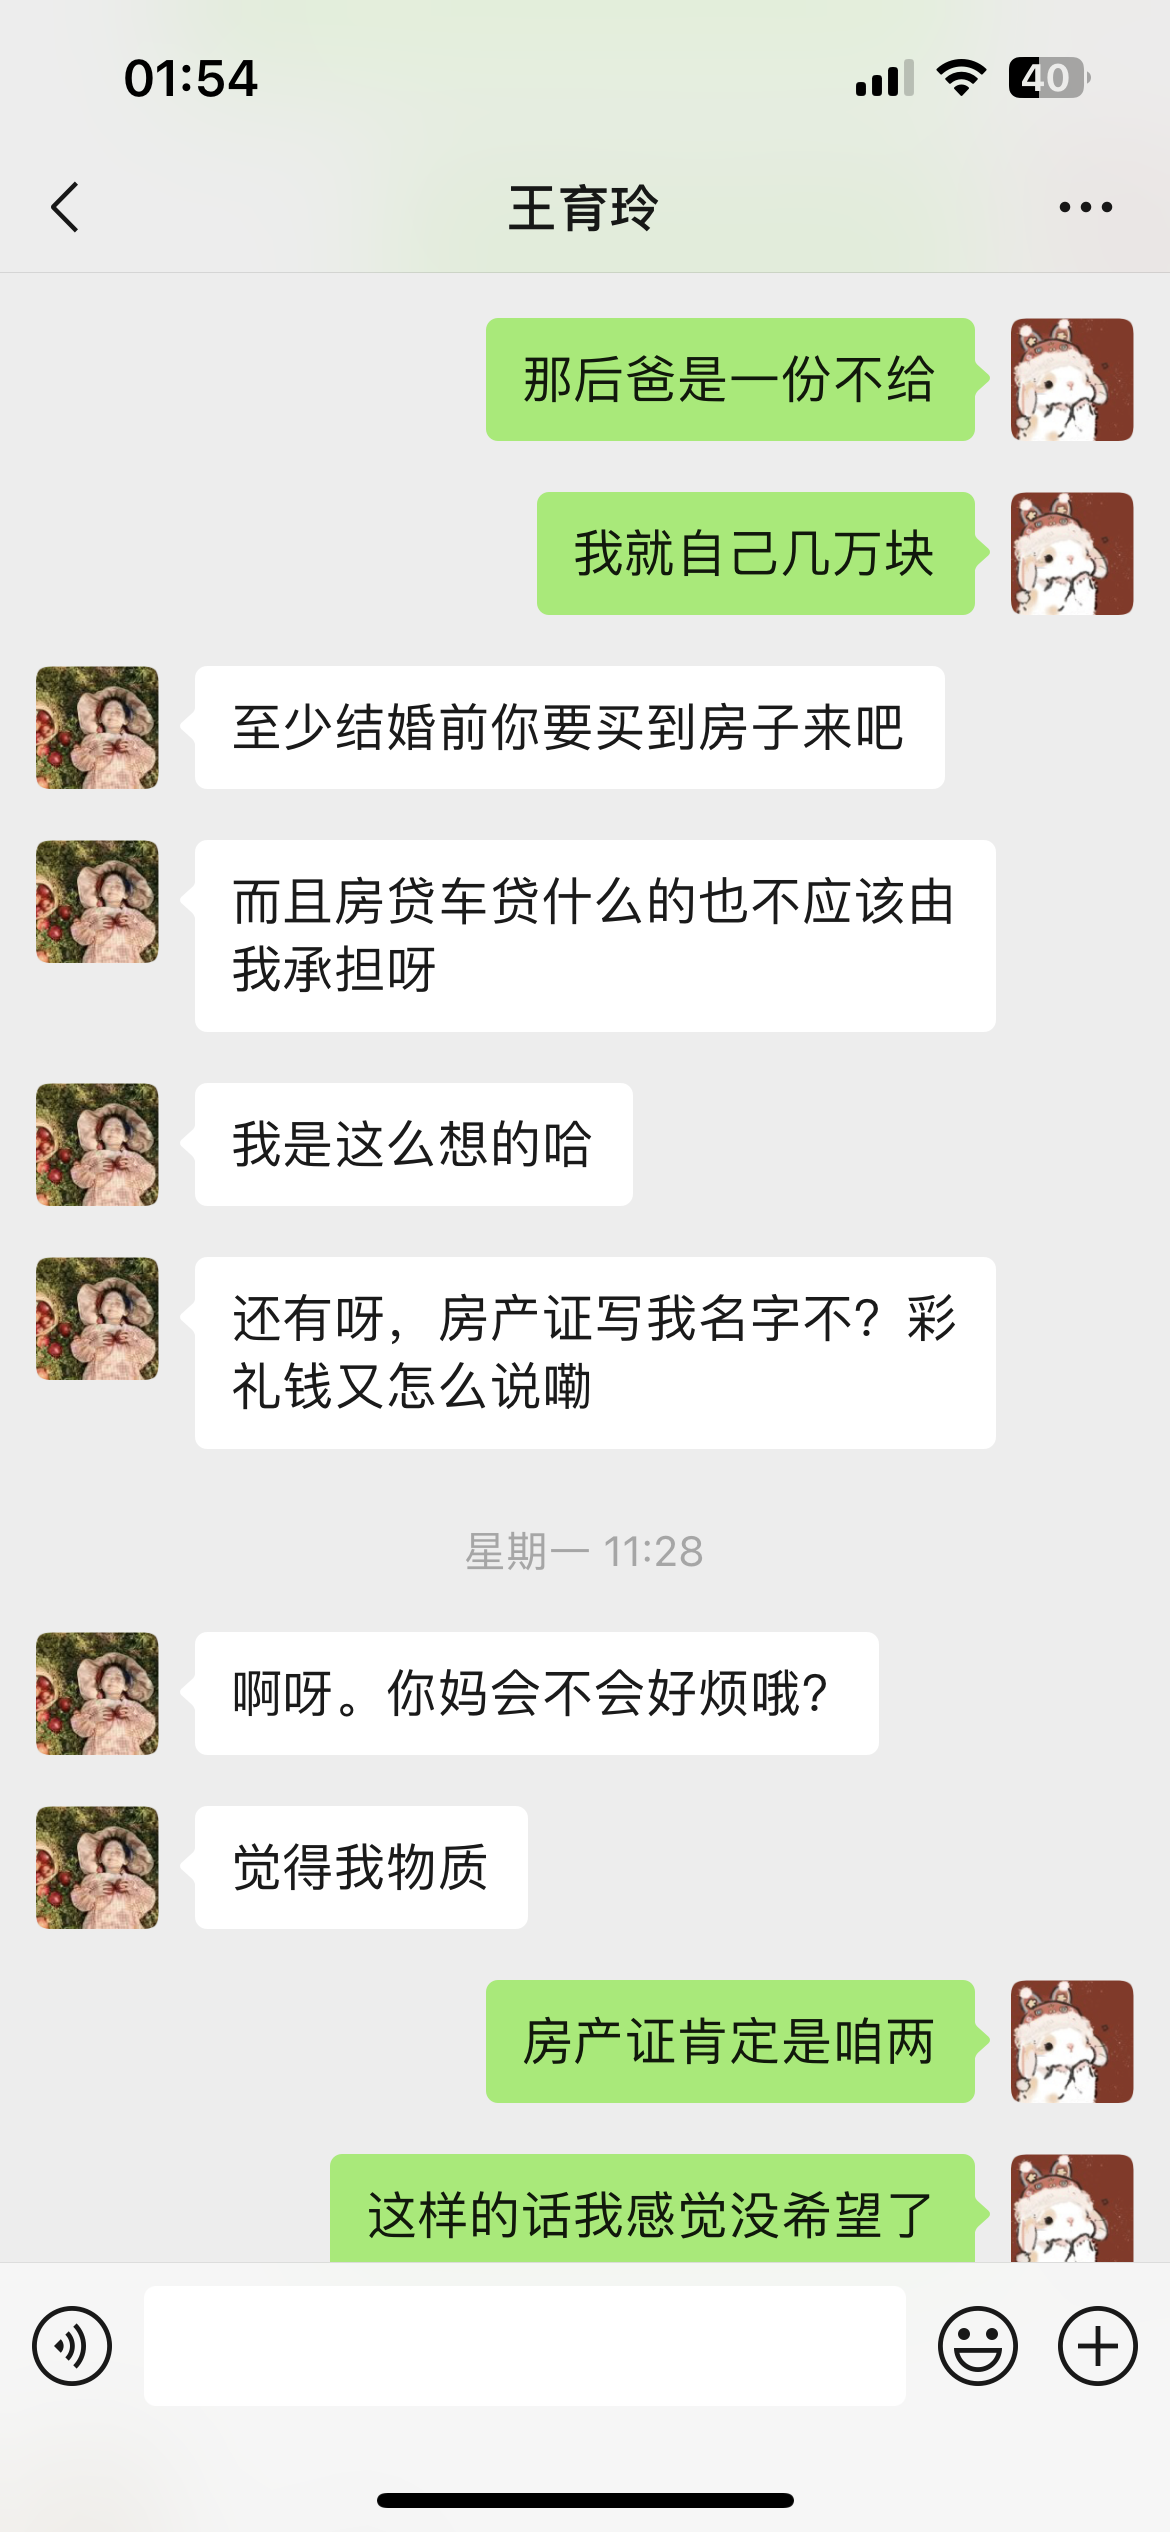 01:54
40
王育玲
那后爸是一份不给
我就自己几万块
至少结婚前你要买到房子来吧
而且房贷车贷什么的也不应该由
我承担呀
我是这么想的哈
还有呀，房产证写我名字不？彩
礼钱又怎么说嘞
星期一 11:28
啊呀。你妈会不会好烦哦？
觉得我物质
房产证肯定是咱两
这样的话我感觉没希望了